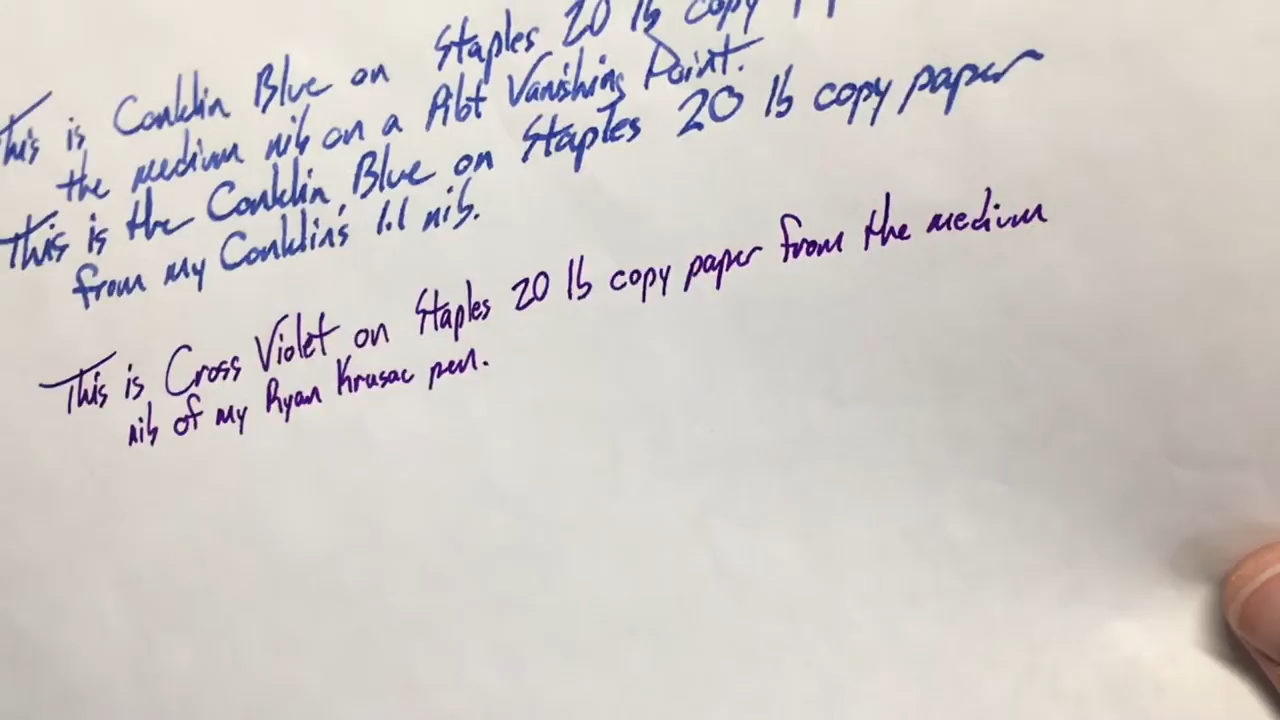 This is Conklin Blue on Staples 20 lb copy
the medium nib on a Pilot Vanishing Point.
This is the Conklin Blue on Staples 20 lb copy paper
from my Conklin's 1.1 nib.
This is Cross Violet on Staples 20 lb copy paper from the medium
nib of my Ryan Krusac pen.